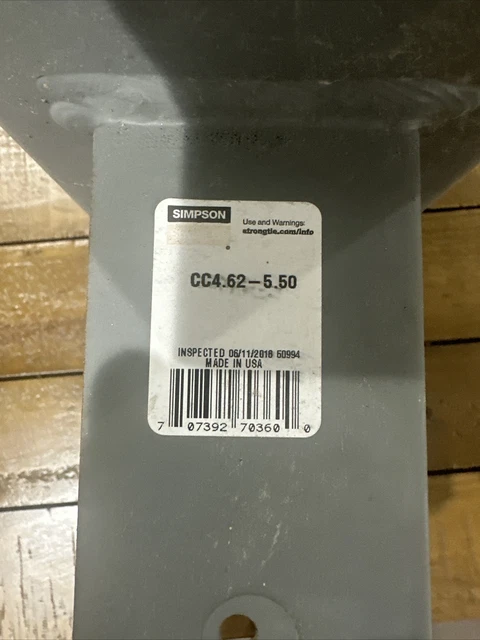 SIMPSON
Use and Warnings:
strongtie.com/info
CC4.62-5.50
INSPECTED 06/11/2018 50994
MADE IN USA
7 07392 70360 0